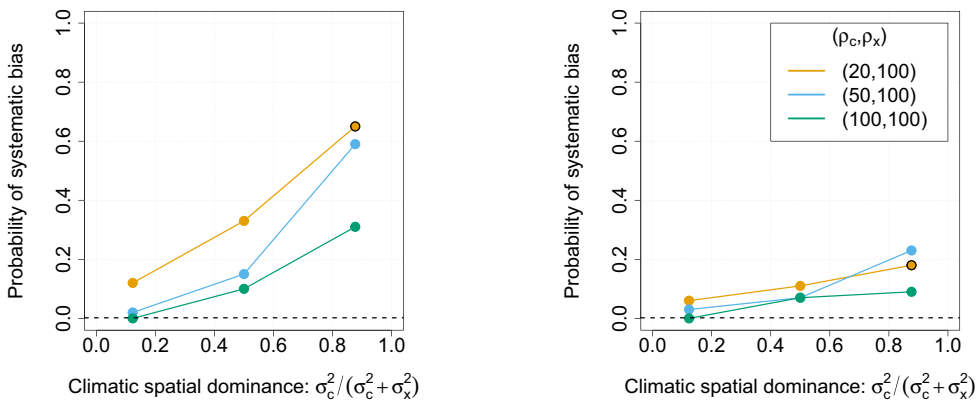 Probability of systematic bias
1.0
0.8
0.6
0.4
0.2
0.0
0.0 0.2 0.4 0.6 0.8 1.0
Climatic spatial dominance: σ²c/(σ²c+σ²x)
Probability of systematic bias
1.0
0.8
0.6
0.4
0.2
0.0
(ρc,ρx)
(20,100)
(50,100)
(100,100)
0.0 0.2 0.4 0.6 0.8 1.0
Climatic spatial dominance: σ²c/(σ²c+σ²x)